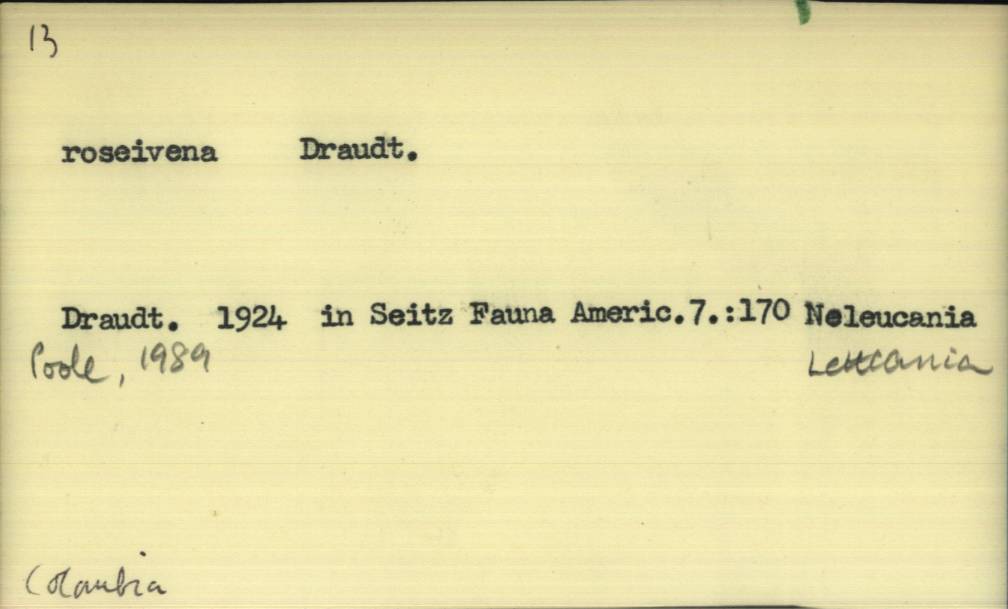 13
roseivena Draudt.
Draudt. 1924 in Seitz Fauna Americ.7.:170 Neleucania
Poole, 1989 Leucania
Colombia